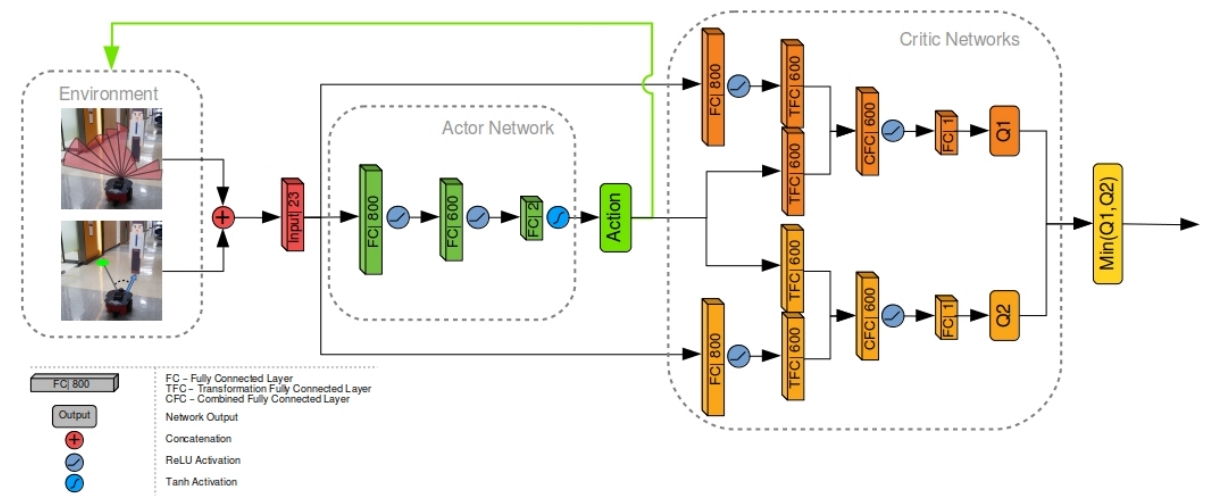 Environment
Input| 23
Actor Network
FC| 800
FC| 600
FC| 2
Action
Critic Networks
FC| 800
TFC| 600
TFC| 600
CFC| 600
FC| 1
Q1
TFC| 600
FC| 800
TFC| 600
CFC| 600
FC| 1
Q2
Min(Q1,Q2)
FC| 800
FC – Fully Connected Layer
TFC – Transformation Fully Connected Layer
CFC – Combined Fully Connected Layer
Output
Network Output
Concatenation
ReLU Activation
Tanh Activation